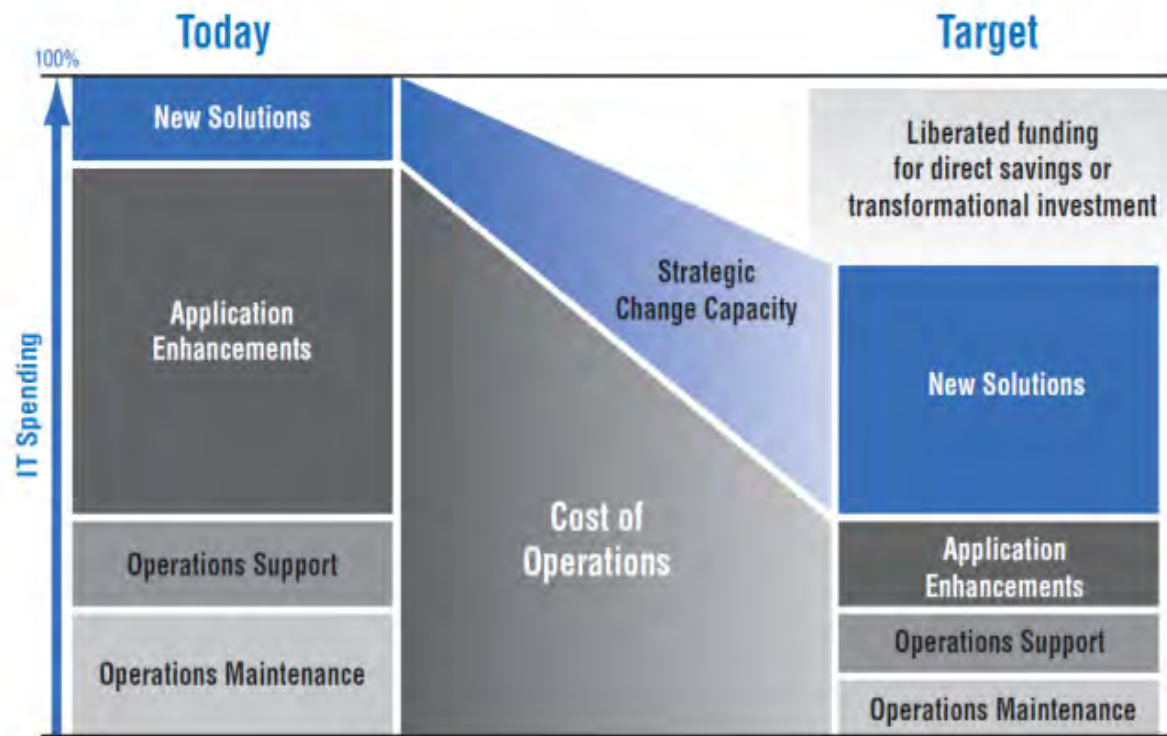 Today
Target
100%
IT Spending
New Solutions
Application
Enhancements
Operations Support
Operations Maintenance
Strategic
Change Capacity
Cost of
Operations
Liberated funding
for direct savings or
transformational investment
New Solutions
Application
Enhancements
Operations Support
Operations Maintenance